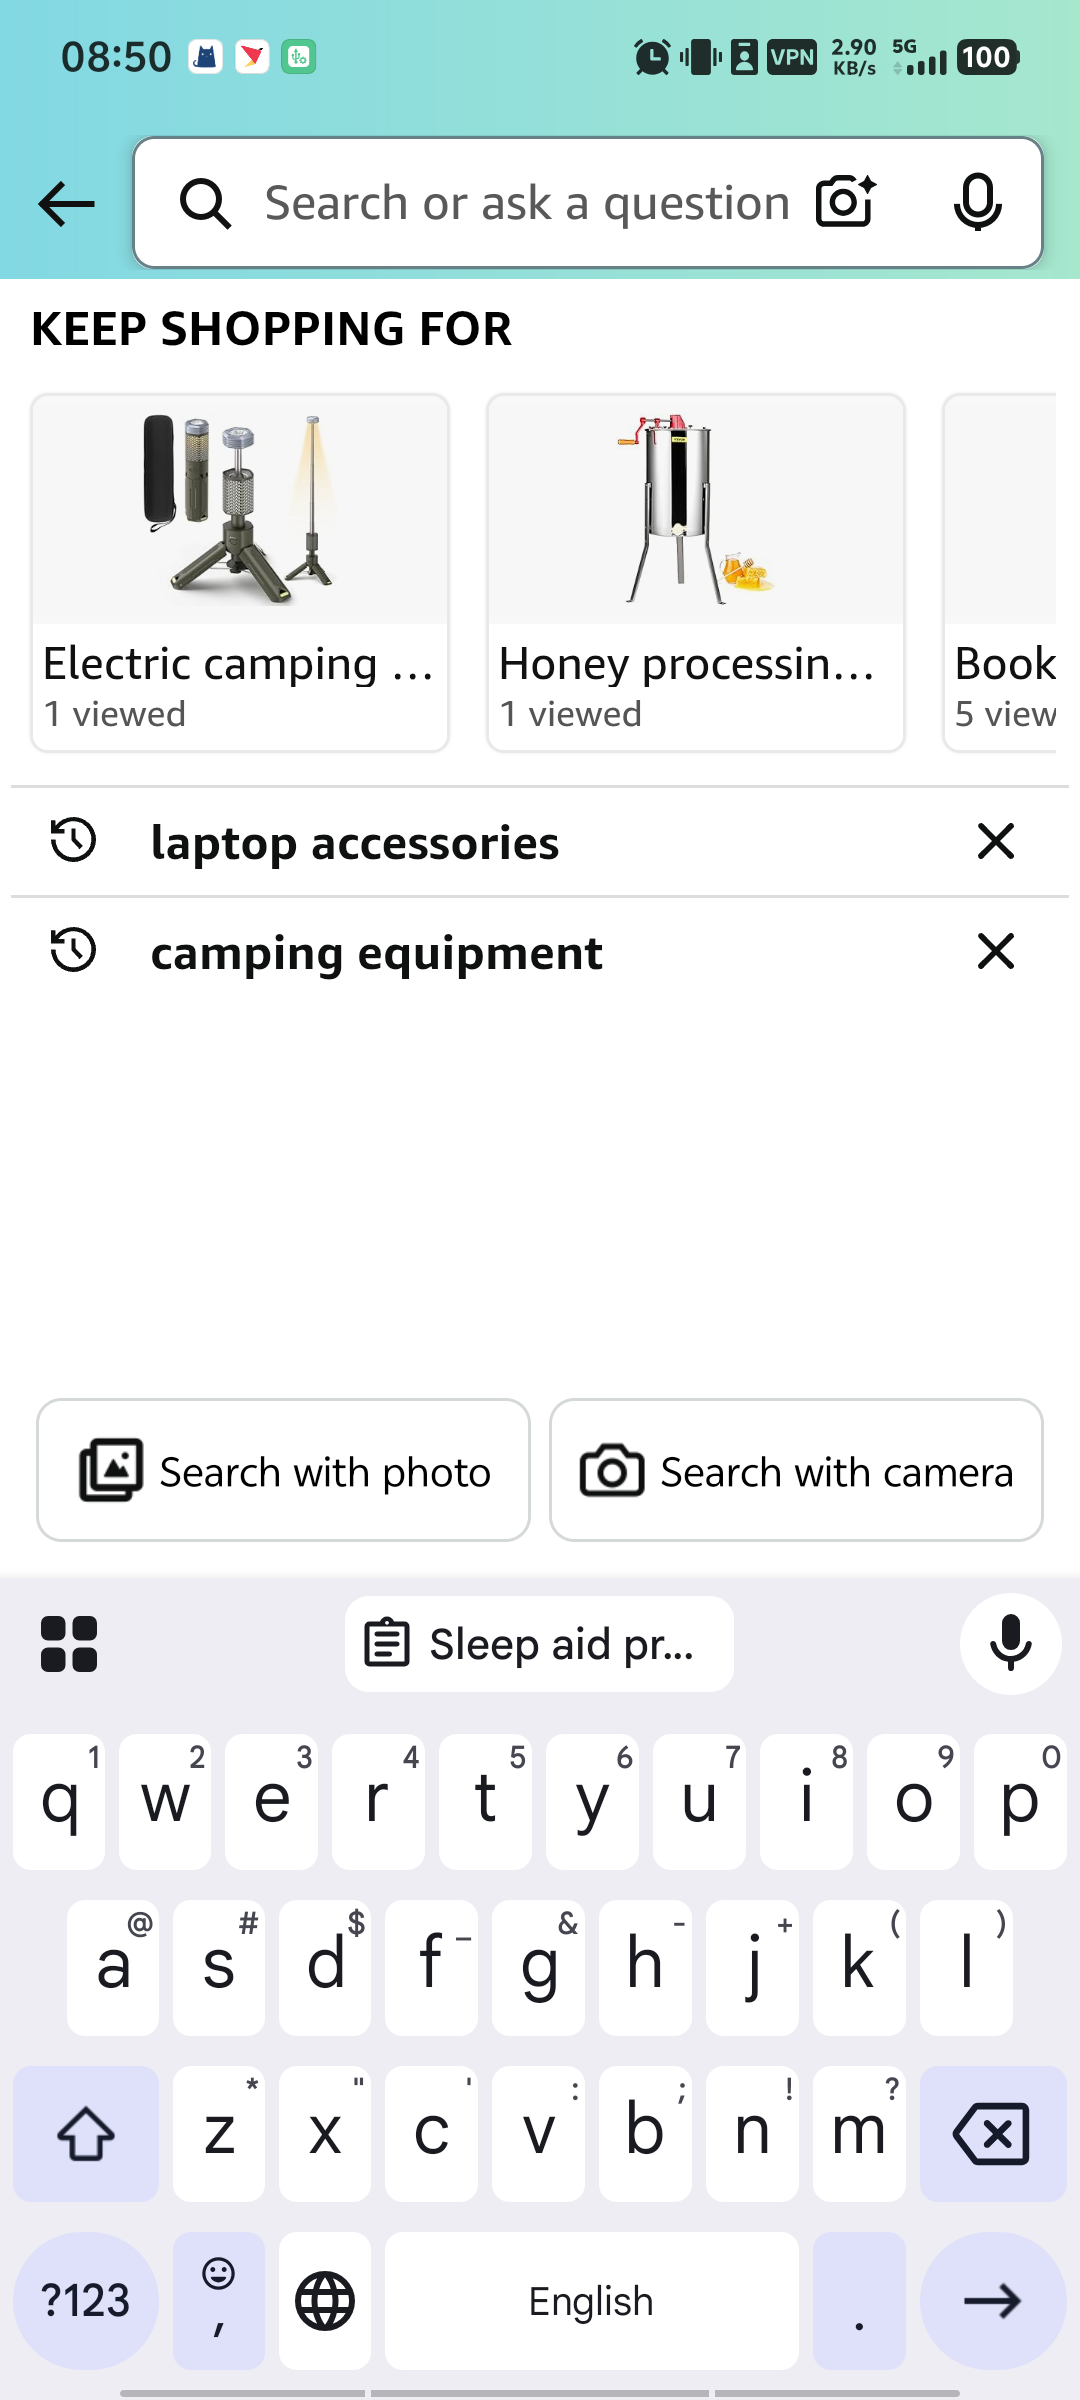 08:50
VPN
2.90 KB/s
5G
100
Search or ask a question
KEEP SHOPPING FOR
Electric camping ...
1 viewed
Honey processin...
1 viewed
Book
5 view
laptop accessories
camping equipment
Search with photo
Search with camera
Sleep aid pr...
q 1 w 2 e 3 r 4 t 5 y 6 u 7 i 8 o 9 p 0
a @ s # d $ f _ g & h - j + k ( l )
z * x " c ' v : b ; n ! m ?
?123 , English .